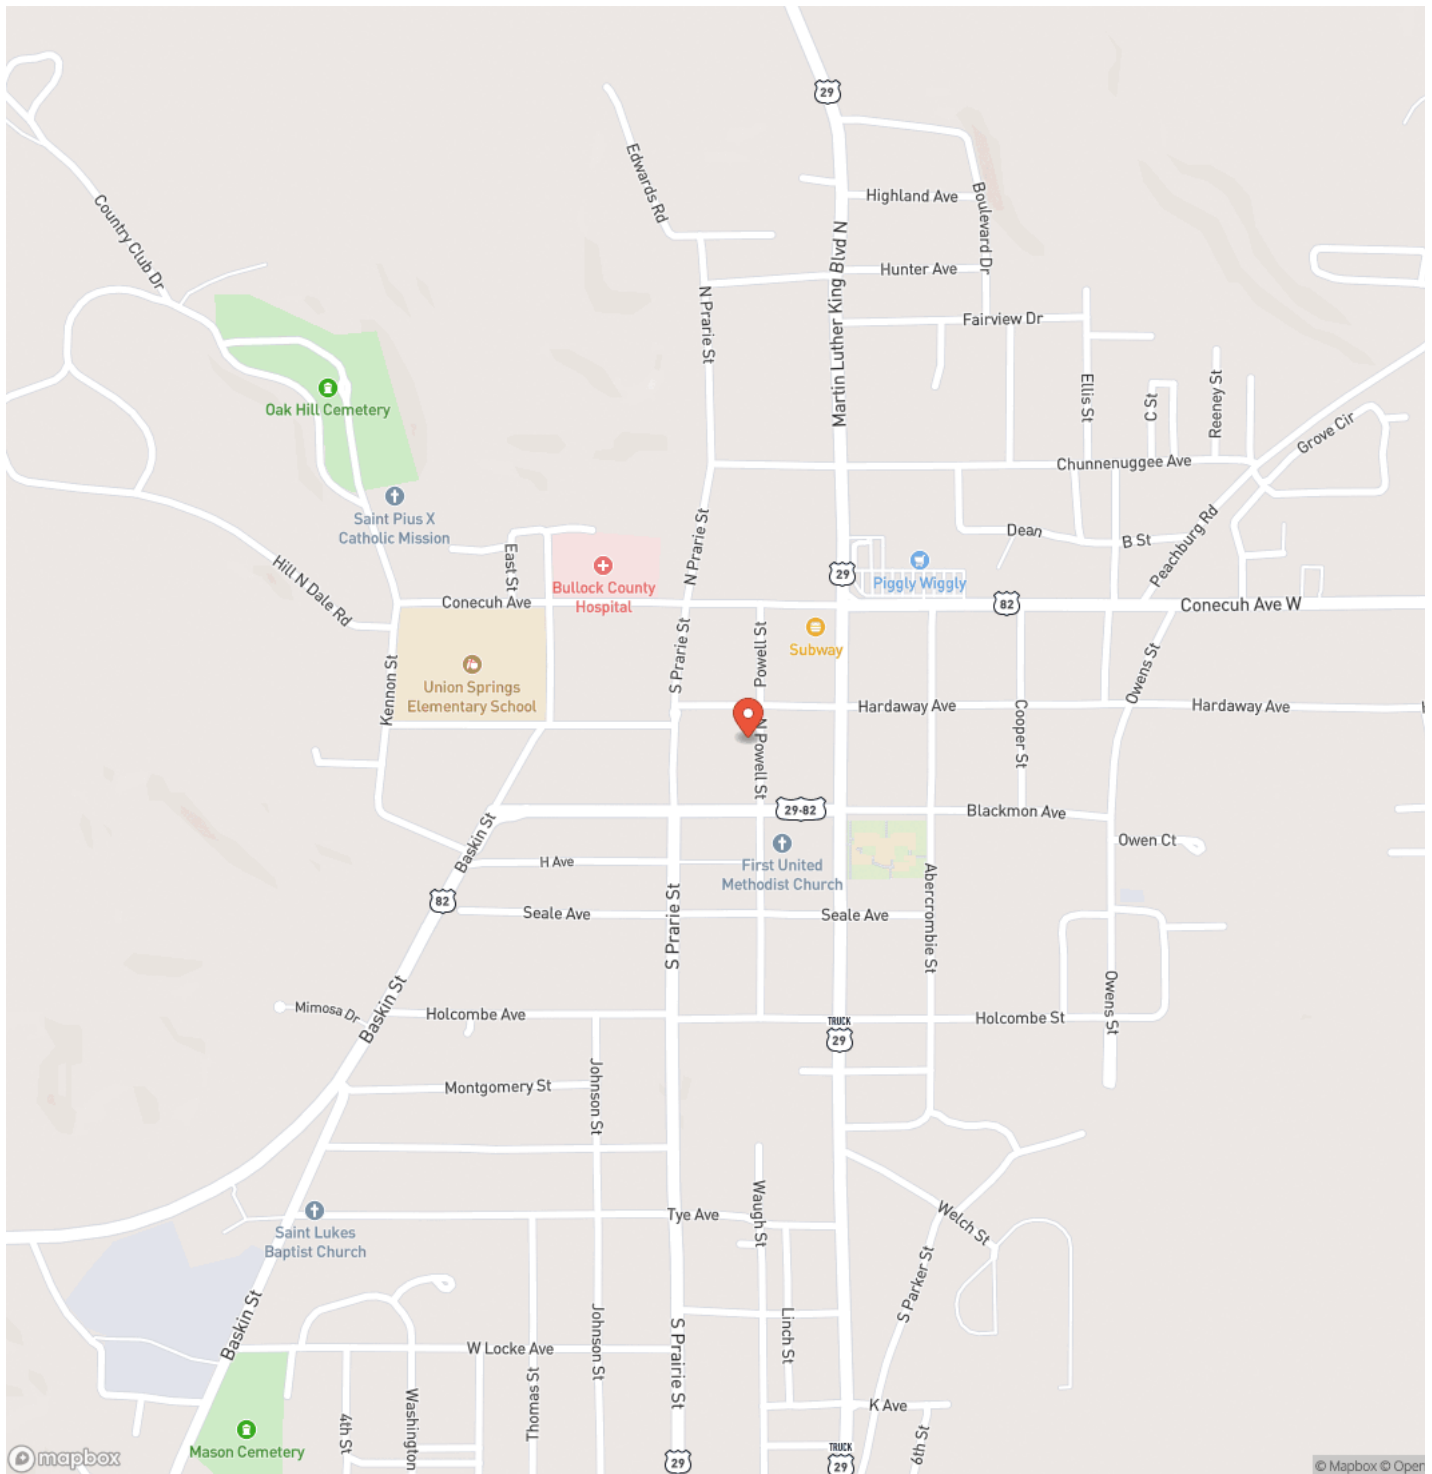 29
Edwards Rd
Highland Ave
Boulevard Dr
Country Club Dr
Martin Luther King Blvd N
Hunter Ave
N Prarie St
Fairview Dr
Oak Hill Cemetery
Ellis St
C St
Reeney St
Grove Cir
Chunnenuggee Ave
Saint Pius X
Catholic Mission
N Prarie St
Dean
B St
Peachburg Rd
East St
Hill N Dale Rd
Bullock County
Hospital
29
Piggly Wiggly
Conecuh Ave
82
Conecuh Ave W
S Prarie St
Powell St
Subway
Owens St
Kennon St
Union Springs
Elementary School
Hardaway Ave
Hardaway Ave
H
Cooper St
N Powell St
29-82
Blackmon Ave
Baskin St
Owen Ct
H Ave
First United
Methodist Church
Abercrombie St
82
Seale Ave
S Prairie St
Seale Ave
Owens St
Mimosa Dr
Baskin St
Holcombe Ave
TRUCK
29
Holcombe St
Johnson St
Montgomery St
Waugh St
Tye Ave
Welch St
Saint Lukes
Baptist Church
S Parker St
Baskin St
Johnson St
Linch St
S Prairie St
W Locke Ave
Thomas St
4th St
Washington
K Ave
6th St
Mason Cemetery
TRUCK
29
29
mapbox
© Mapbox © Open